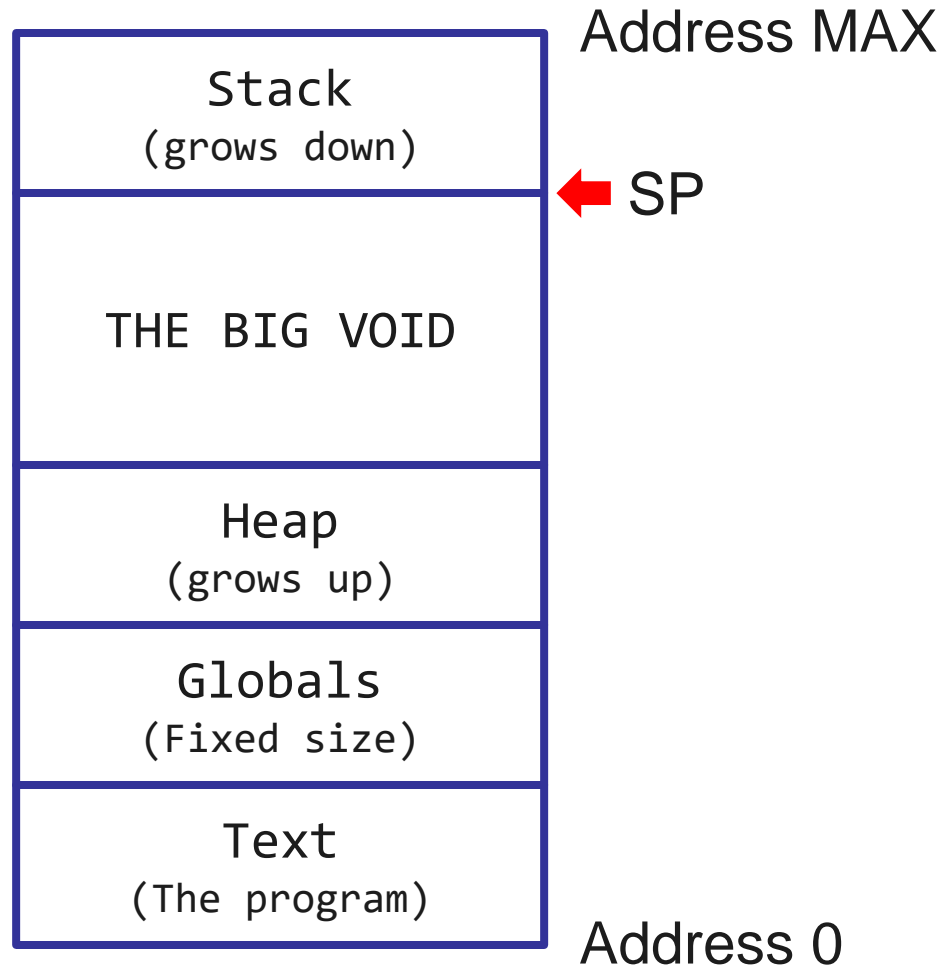 Address MAX
Stack
(grows down)
SP
THE BIG VOID
Heap
(grows up)
Globals
(Fixed size)
Text
(The program)
Address 0